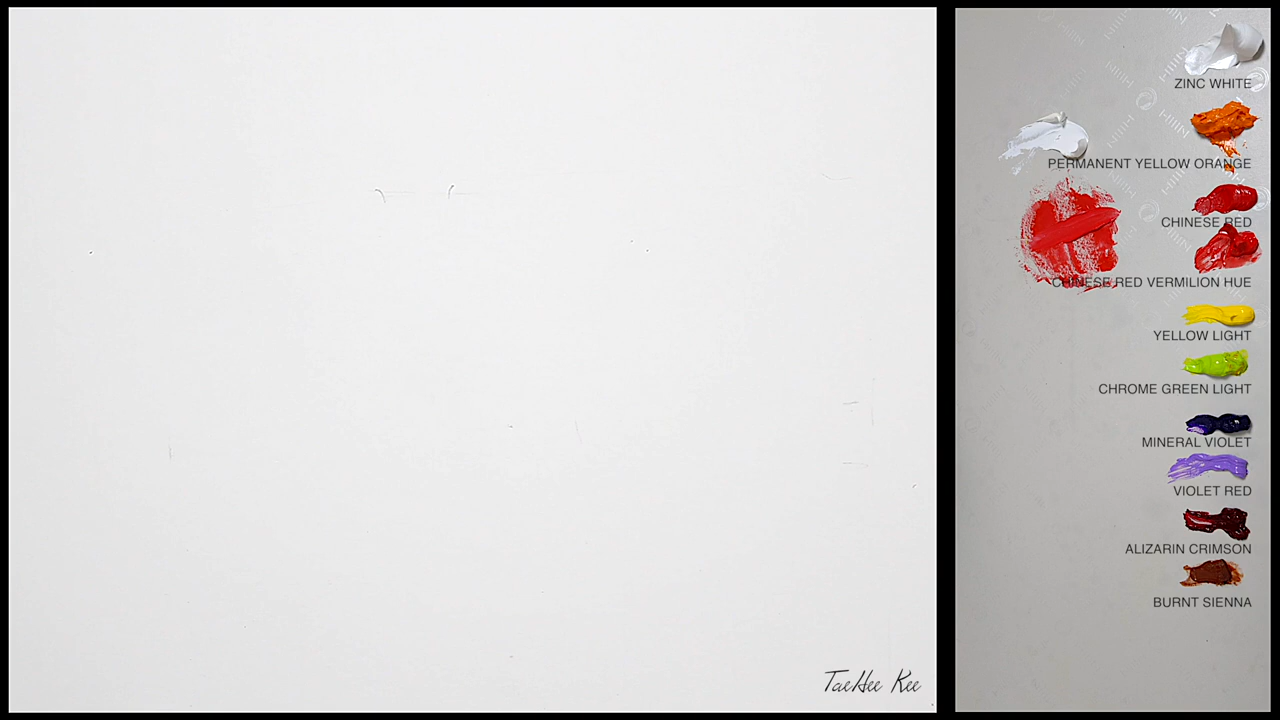 ZINC WHITE
PERMANENT YELLOW ORANGE
CHINESE RED
CHINESE RED VERMILION HUE
YELLOW LIGHT
CHROME GREEN LIGHT
MINERAL VIOLET
VIOLET RED
ALIZARIN CRIMSON
BURNT SIENNA
TaeHee Kee